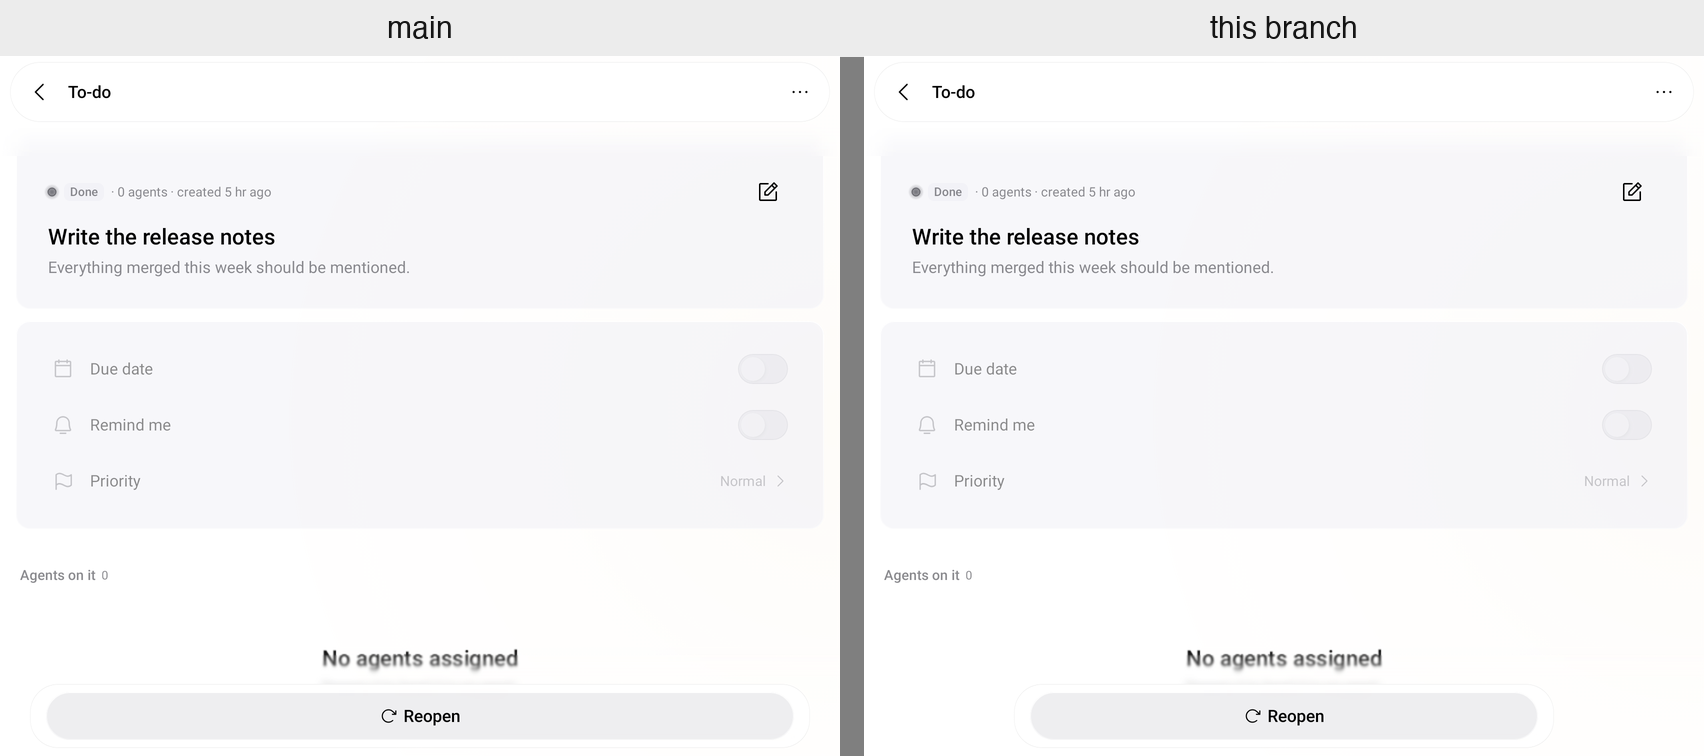 main
this branch
To-do
Done · 0 agents · created 5 hr ago
Write the release notes
Everything merged this week should be mentioned.
Due date
Remind me
Priority Normal
Agents on it 0
No agents assigned
Reopen
To-do
Done · 0 agents · created 5 hr ago
Write the release notes
Everything merged this week should be mentioned.
Due date
Remind me
Priority Normal
Agents on it 0
No agents assigned
Reopen